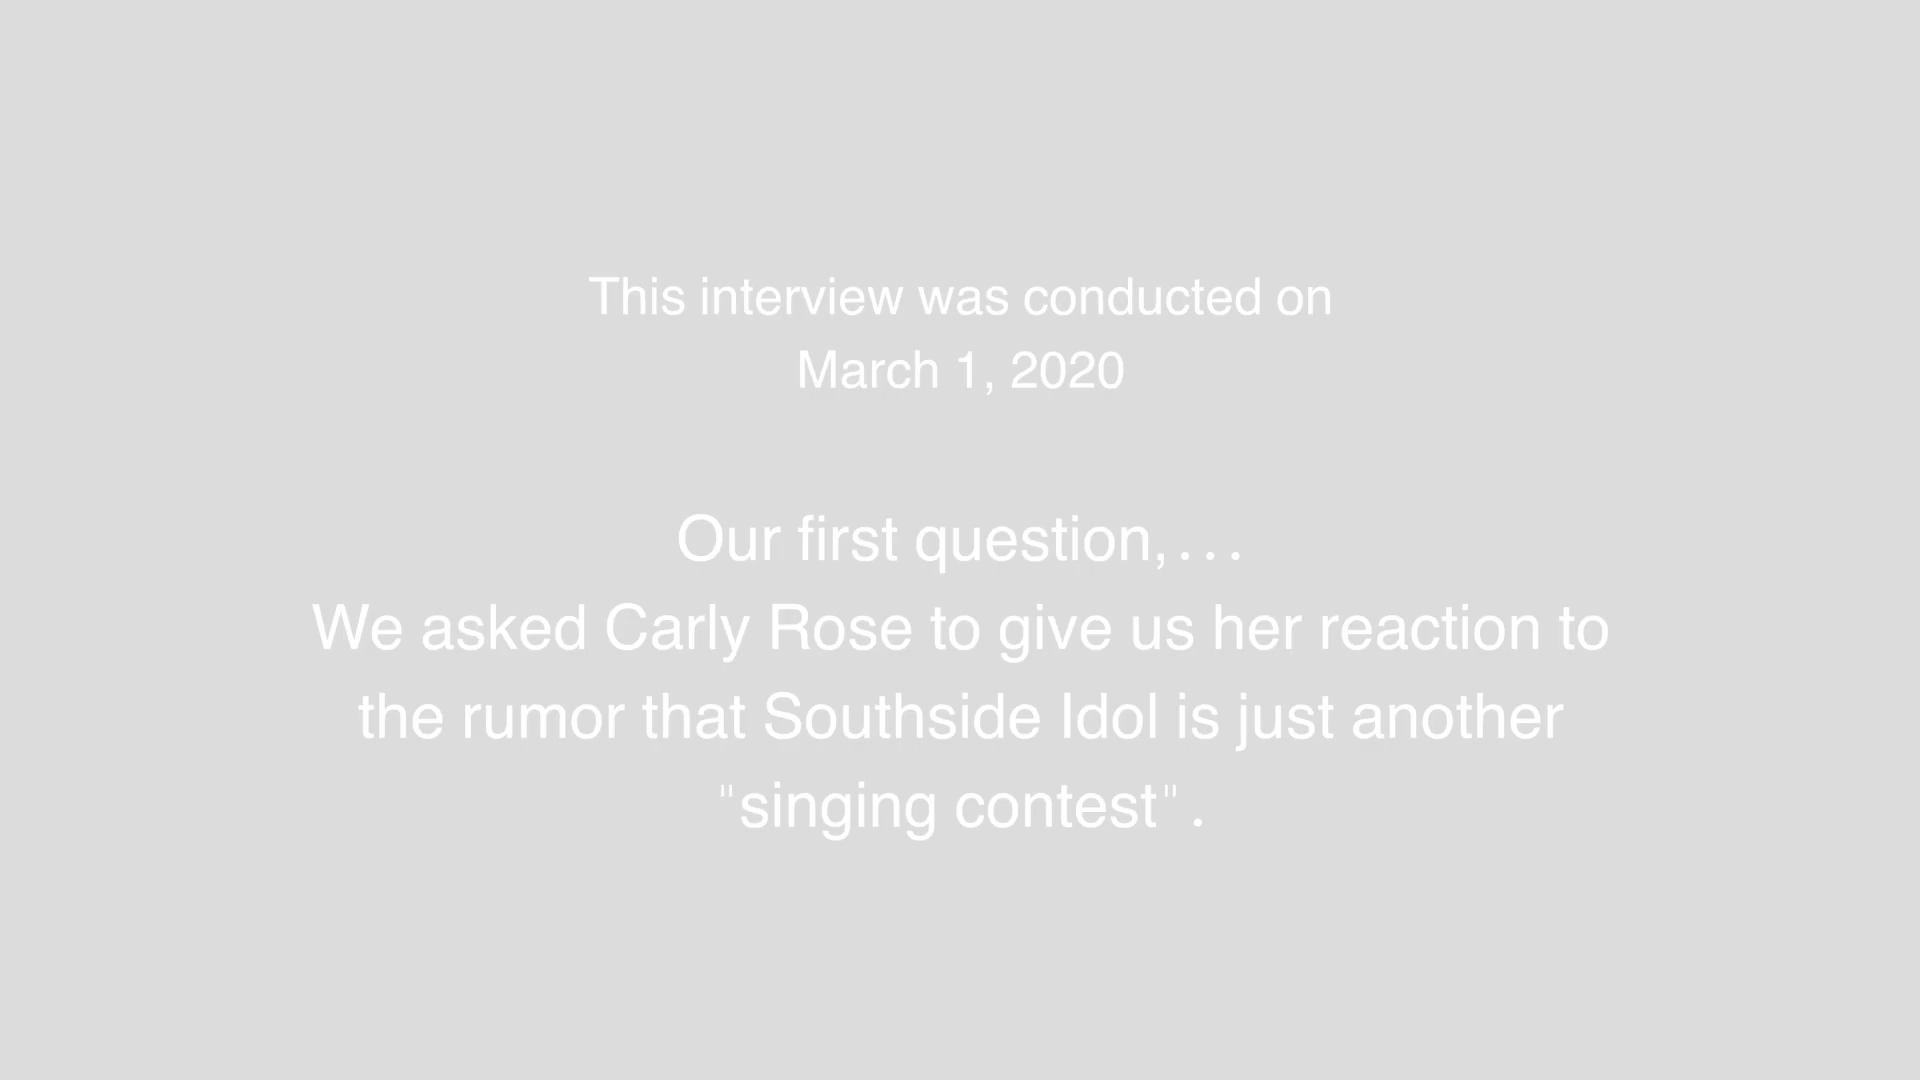 This interview was conducted on
March 1, 2020
Our first question,...
We asked Carly Rose to give us her reaction to
the rumor that Southside Idol is just another
"singing contest".